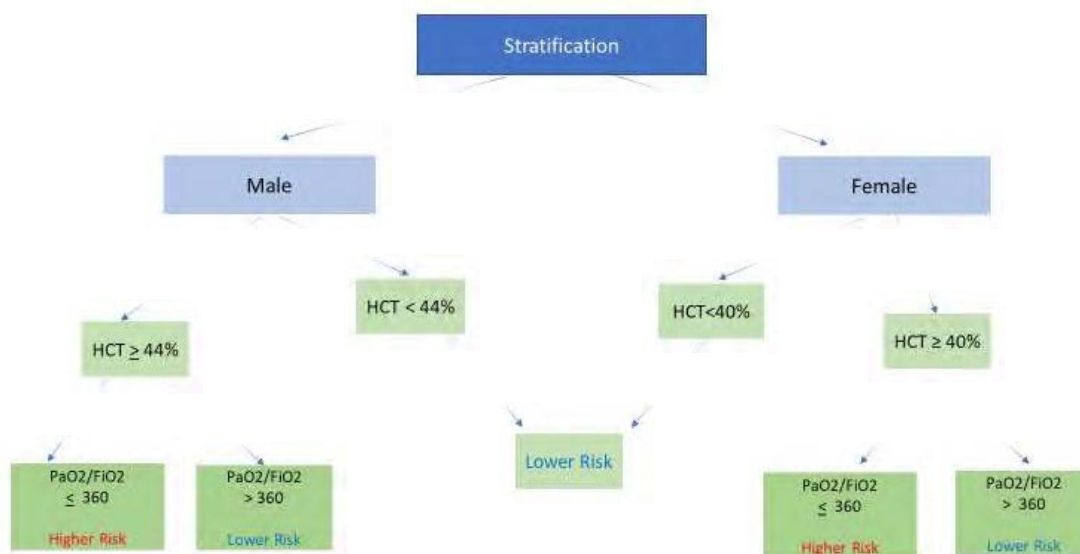 Stratification
Male
Female
HCT < 44%
HCT<40%
HCT ≥ 44%
HCT ≥ 40%
Lower Risk
PaO2/FiO2
≤ 360
Higher Risk
PaO2/FiO2
> 360
Lower Risk
PaO2/FiO2
≤ 360
Higher Risk
PaO2/FiO2
> 360
Lower Risk